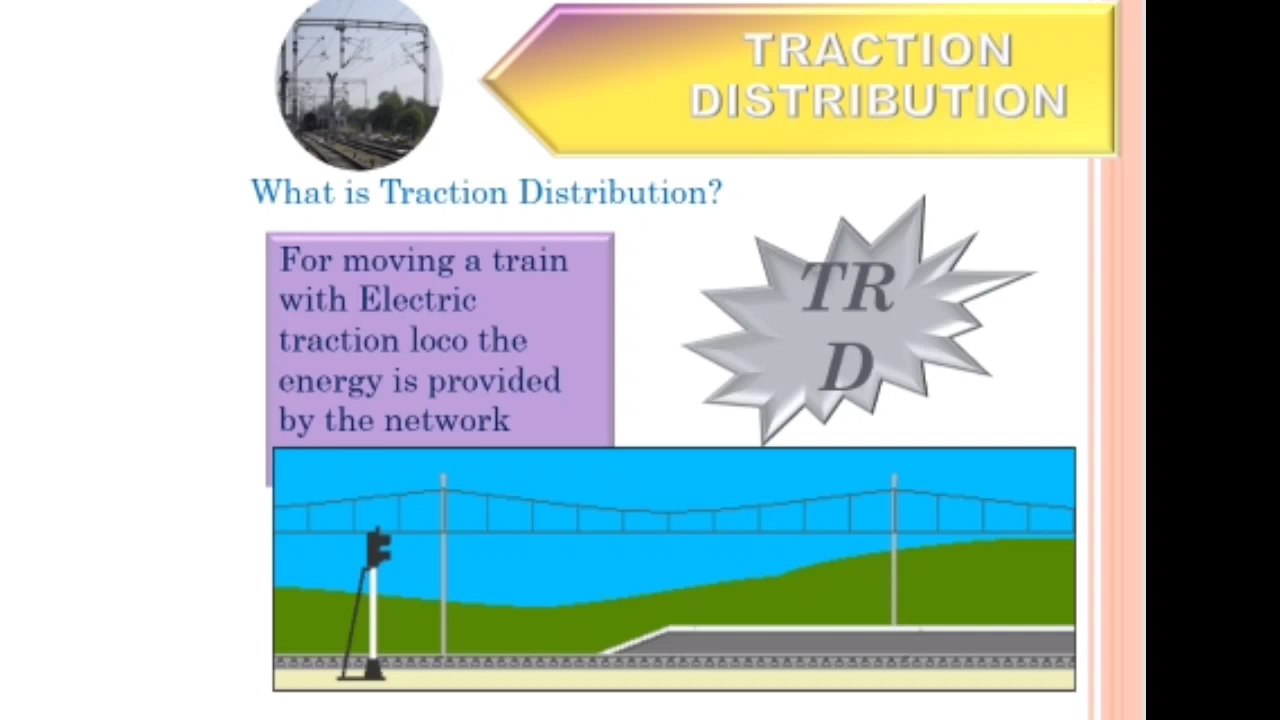 TRACTION
DISTRIBUTION
What is Traction Distribution?
For moving a train
with Electric
traction loco the
energy is provided
by the network
TR
D